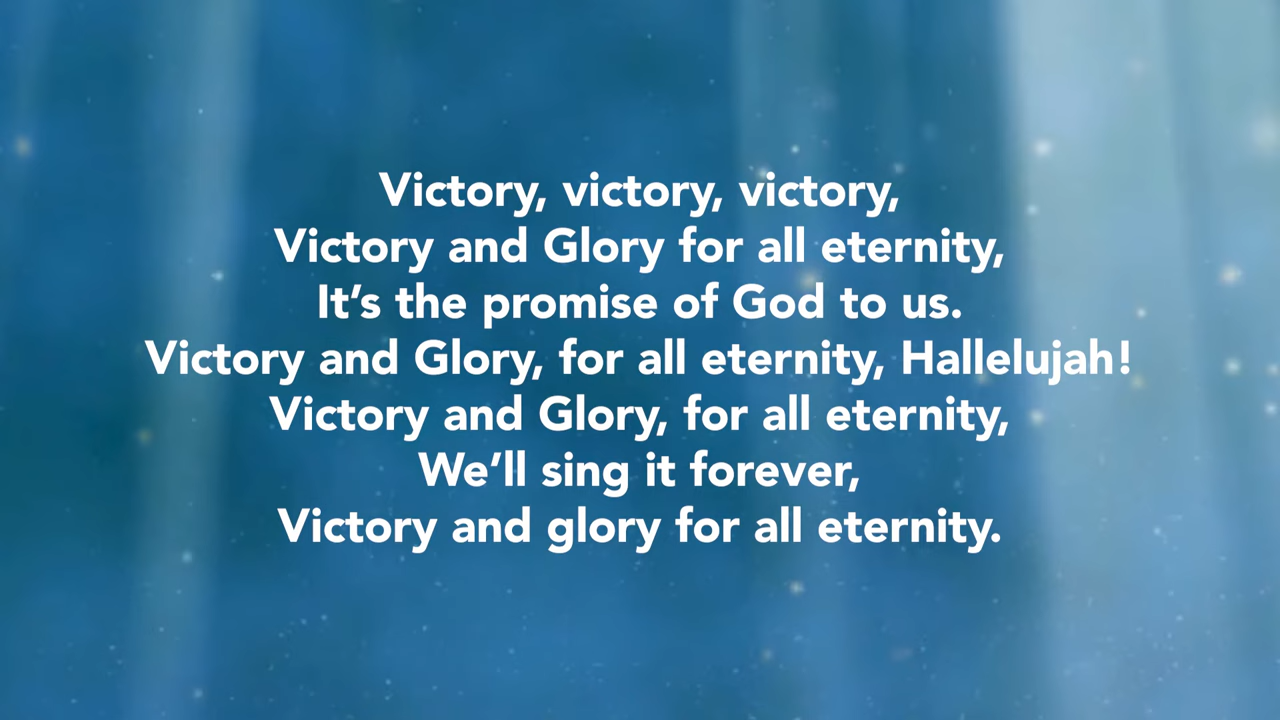 Victory, victory, victory,
Victory and Glory for all eternity,
It’s the promise of God to us.
Victory and Glory, for all eternity, Hallelujah!
Victory and Glory, for all eternity,
We’ll sing it forever,
Victory and glory for all eternity.